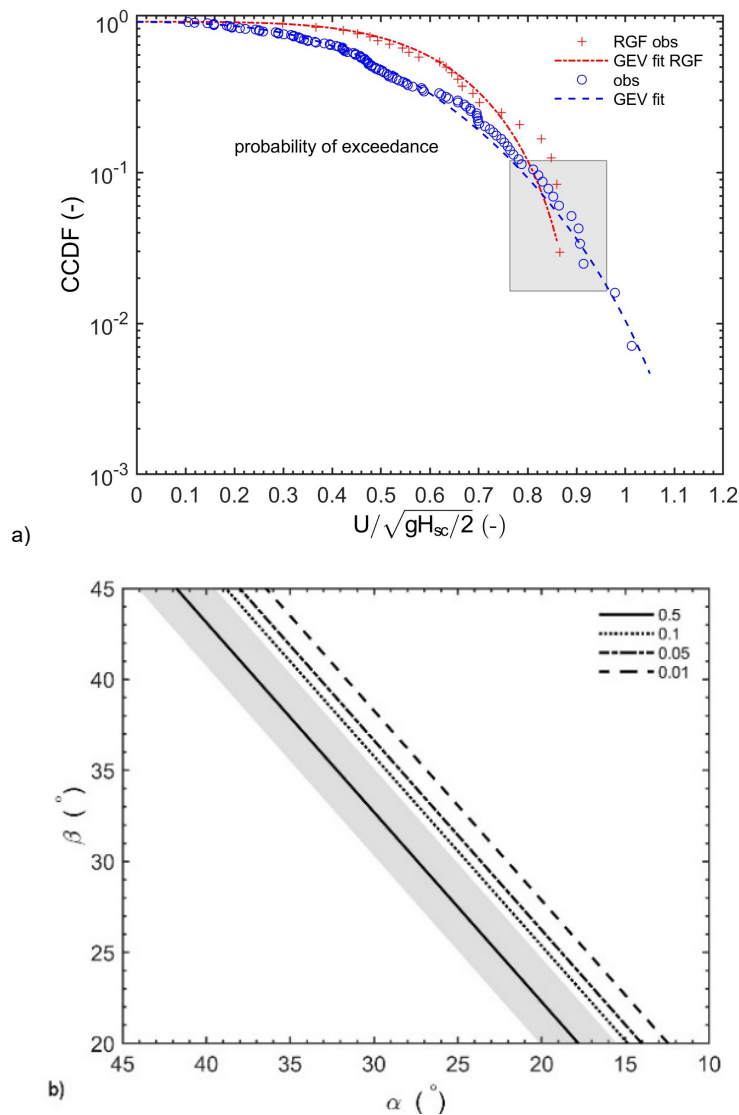 10^0
10^-1
10^-2
10^-3
CCDF (-)
RGF obs
GEV fit RGF
obs
GEV fit
probability of exceedance
0 0.1 0.2 0.3 0.4 0.5 0.6 0.7 0.8 0.9 1 1.1 1.2
U/√gH_sc/2 (-)
a)
45
40
35
30
25
20
β (°)
0.5
0.1
0.05
0.01
45 40 35 30 25 20 15 10
α (°)
b)